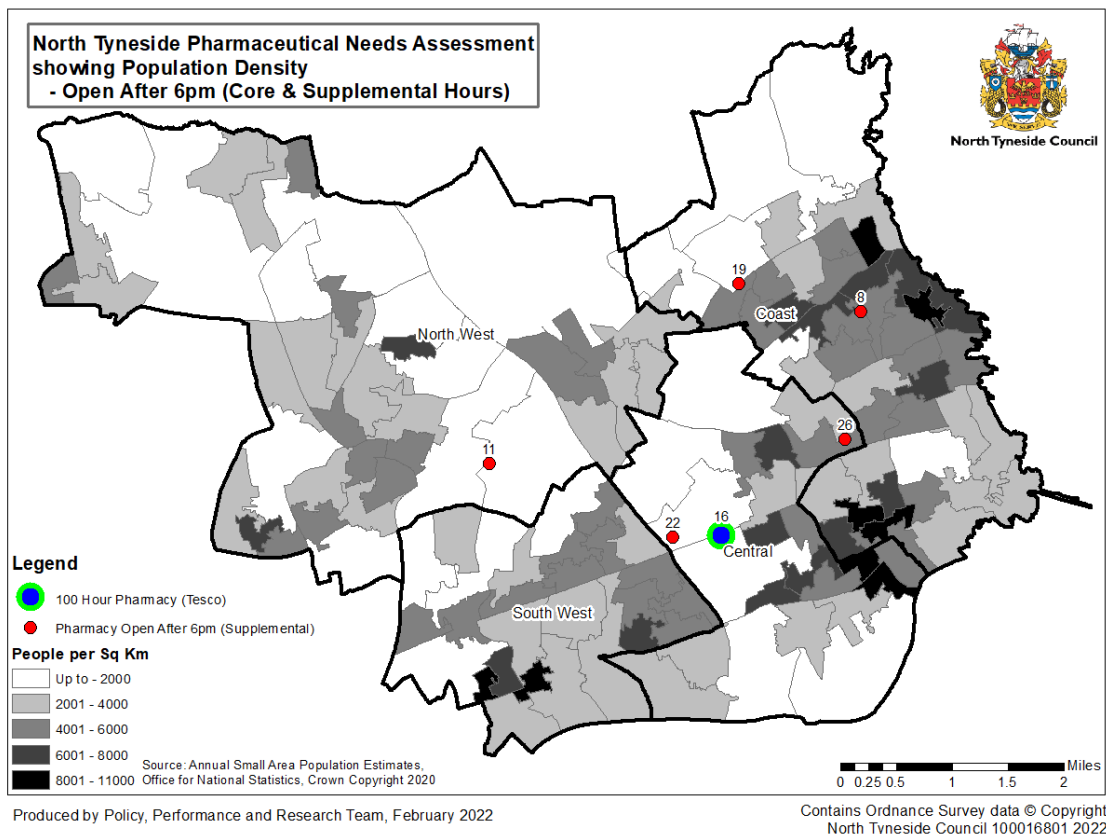 North Tyneside Pharmaceutical Needs Assessment
showing Population Density
- Open After 6pm (Core & Supplemental Hours)
North Tyneside Council
19
8
Coast
North West
26
11
16
22
Central
South West
Legend
100 Hour Pharmacy (Tesco)
Pharmacy Open After 6pm (Supplemental)
People per Sq Km
Up to - 2000
2001 - 4000
4001 - 6000
6001 - 8000
8001 - 11000
Source: Annual Small Area Population Estimates,
Office for National Statistics, Crown Copyright 2020
Miles
0 0.25 0.5 1 1.5 2
Produced by Policy, Performance and Research Team, February 2022
Contains Ordnance Survey data © Copyright
North Tyneside Council 100016801 2022